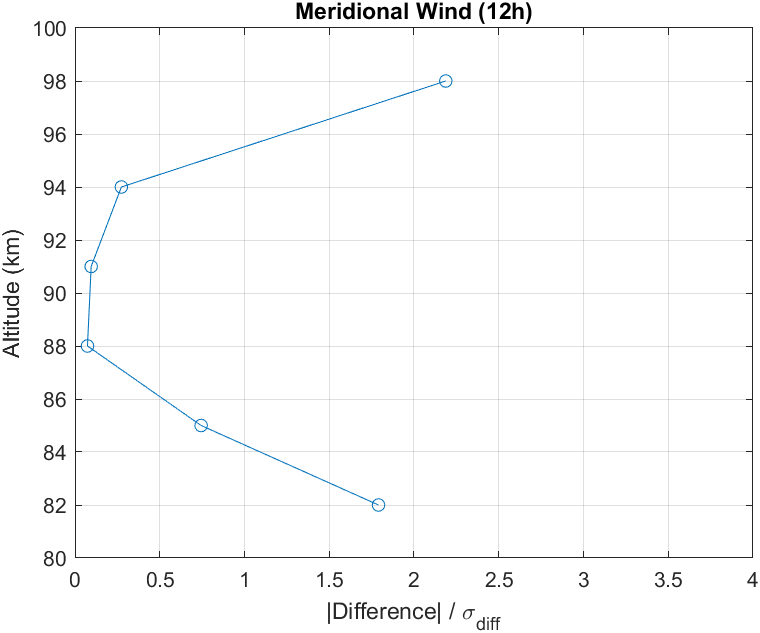 Meridional Wind (12h)
100
98
96
94
92
90
88
86
84
82
80
Altitude (km)
0 0.5 1 1.5 2 2.5 3 3.5 4
|Difference| / σdiff